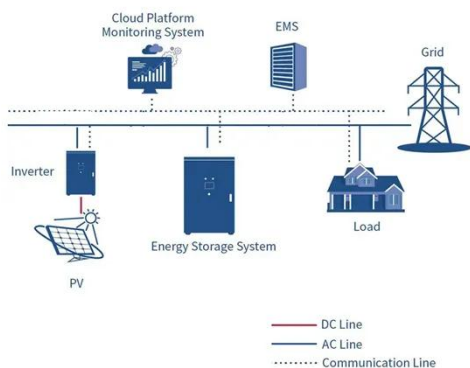 Cloud Platform
Monitoring System
EMS
Grid
Inverter
Energy Storage System
Load
PV
DC Line
AC Line
Communication Line